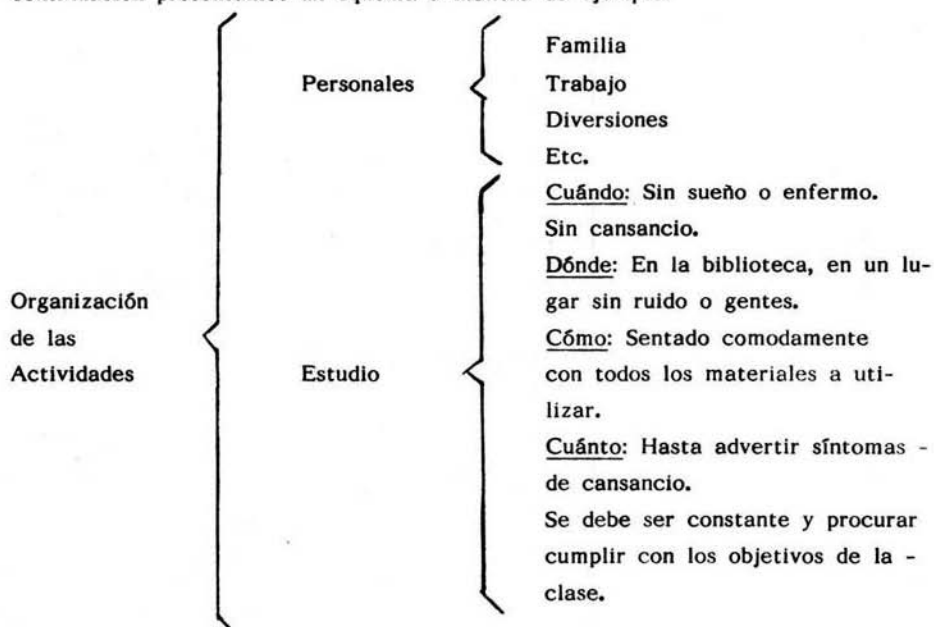 Familia
Personales
Trabajo
Diversiones
Etc.
Cuándo: Sin sueño o enfermo.
Sin cansancio.
Dónde: En la biblioteca, en un lu-
gar sin ruido o gentes.
Organización
de las
Actividades
Estudio
Cómo: Sentado comodamente
con todos los materiales a uti-
lizar.
Cuánto: Hasta advertir síntomas -
de cansancio.
Se debe ser constante y procurar
cumplir con los objetivos de la -
clase.